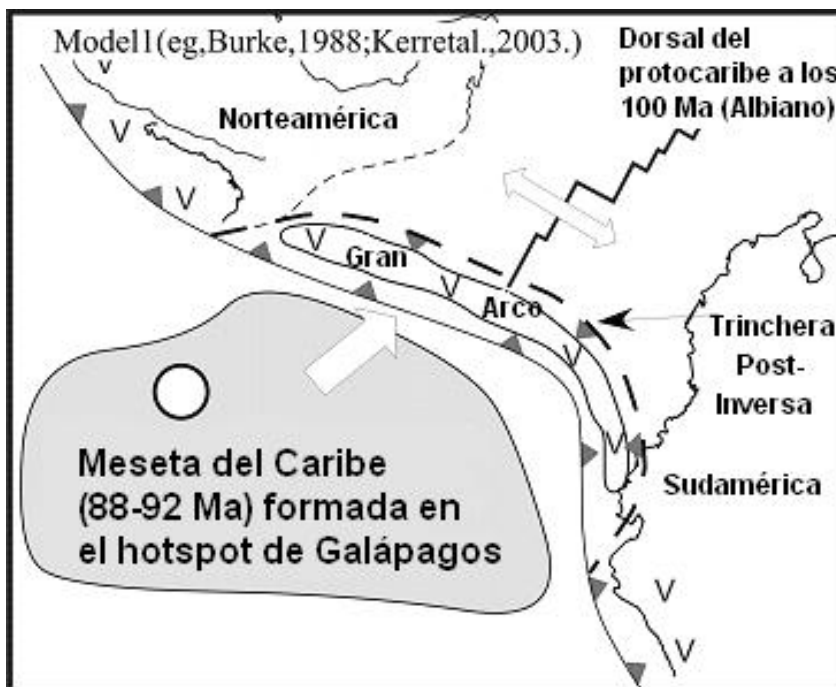 Modell(eg,Burke,1988;Kerretal.,2003.)
Dorsal del
protocaribe a los
100 Ma (Albiano)
Norteamérica
V
V
V
V
Gran
V
Arco
V
V
Trinchera
Post-
Inversa
Sudamérica
Meseta del Caribe
(88-92 Ma) formada en
el hotspot de Galápagos
V
V